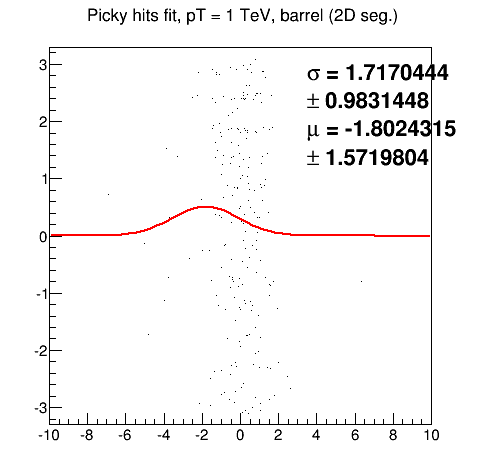 Picky hits fit, pT = 1 TeV, barrel (2D seg.)
σ = 1.7170444
± 0.9831448
μ = -1.8024315
± 1.5719804
3
2
1
0
-1
-2
-3
-10 -8 -6 -4 -2 0 2 4 6 8 10